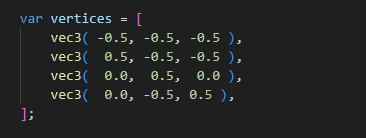 var vertices = [
    vec3( -0.5, -0.5, -0.5 ),
    vec3(  0.5, -0.5, -0.5 ),
    vec3(  0.0,  0.5,  0.0 ),
    vec3(  0.0, -0.5, 0.5 ),
];